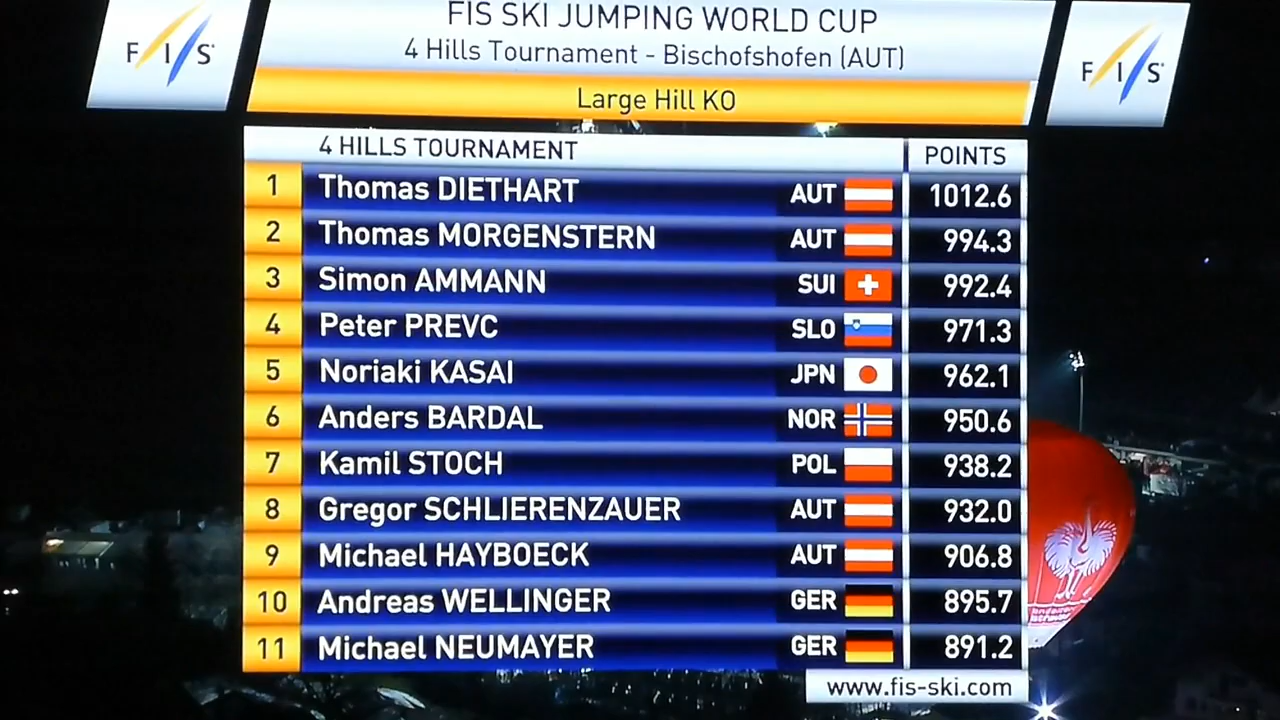 FIS
FIS SKI JUMPING WORLD CUP
FIS
4 Hills Tournament - Bischofshofen (AUT)
Large Hill KO
4 HILLS TOURNAMENT POINTS
1 Thomas DIETHART AUT 1012.6
2 Thomas MORGENSTERN AUT 994.3
3 Simon AMMANN SUI 992.4
4 Peter PREVC SLO 971.3
5 Noriaki KASAI JPN 962.1
6 Anders BARDAL NOR 950.6
7 Kamil STOCH POL 938.2
8 Gregor SCHLIERENZAUER AUT 932.0
9 Michael HAYBOECK AUT 906.8
10 Andreas WELLINGER GER 895.7
11 Michael NEUMAYER GER 891.2
www.fis-ski.com